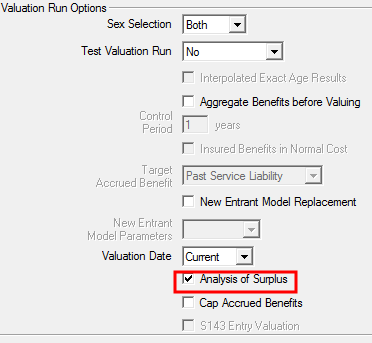 Valuation Run Options
Sex Selection Both
Test Valuation Run No
Interpolated Exact Age Results
Aggregate Benefits before Valuing
Control
Period 1 years
Insured Benefits in Normal Cost
Target
Accrued Benefit Past Service Liability
New Entrant Model Replacement
New Entrant
Model Parameters
Valuation Date Current
Analysis of Surplus
Cap Accrued Benefits
S143 Entry Valuation